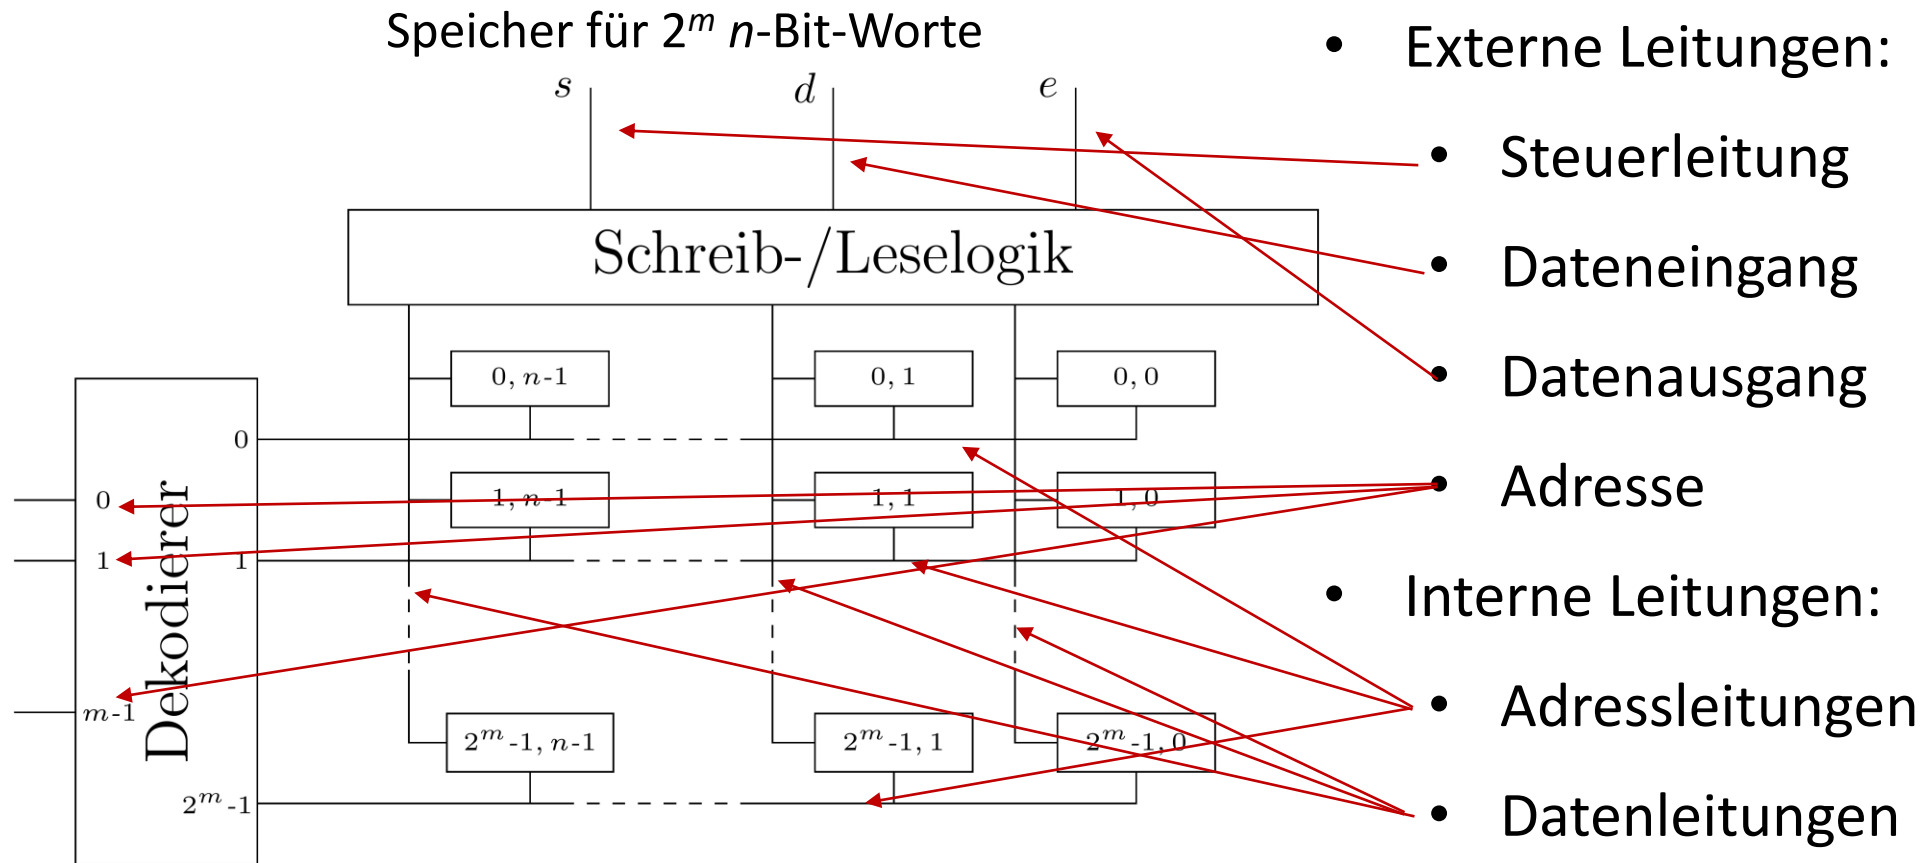 Speicher für 2^m n-Bit-Worte
s d e
Schreib-/Leselogik
0, n-1 0, 1 0, 0
0
1, n-1 1, 1 1, 0
0
1 1
m-1
Dekodierer
2^m-1, n-1 2^m-1, 1 2^m-1, 0
2^m-1
• Externe Leitungen:
• Steuerleitung
• Dateneingang
• Datenausgang
• Adresse
• Interne Leitungen:
• Adressleitungen
• Datenleitungen